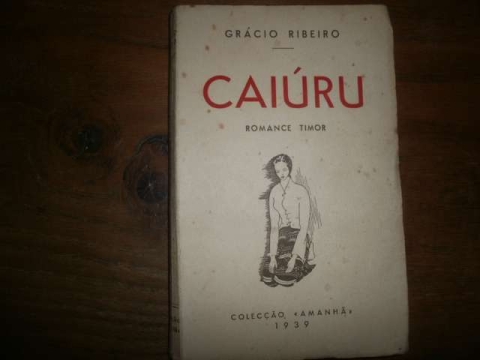 GRÁCIO RIBEIRO
CAIÚRU
ROMANCE TIMOR
COLECÇÃO «AMANHÃ»
1939